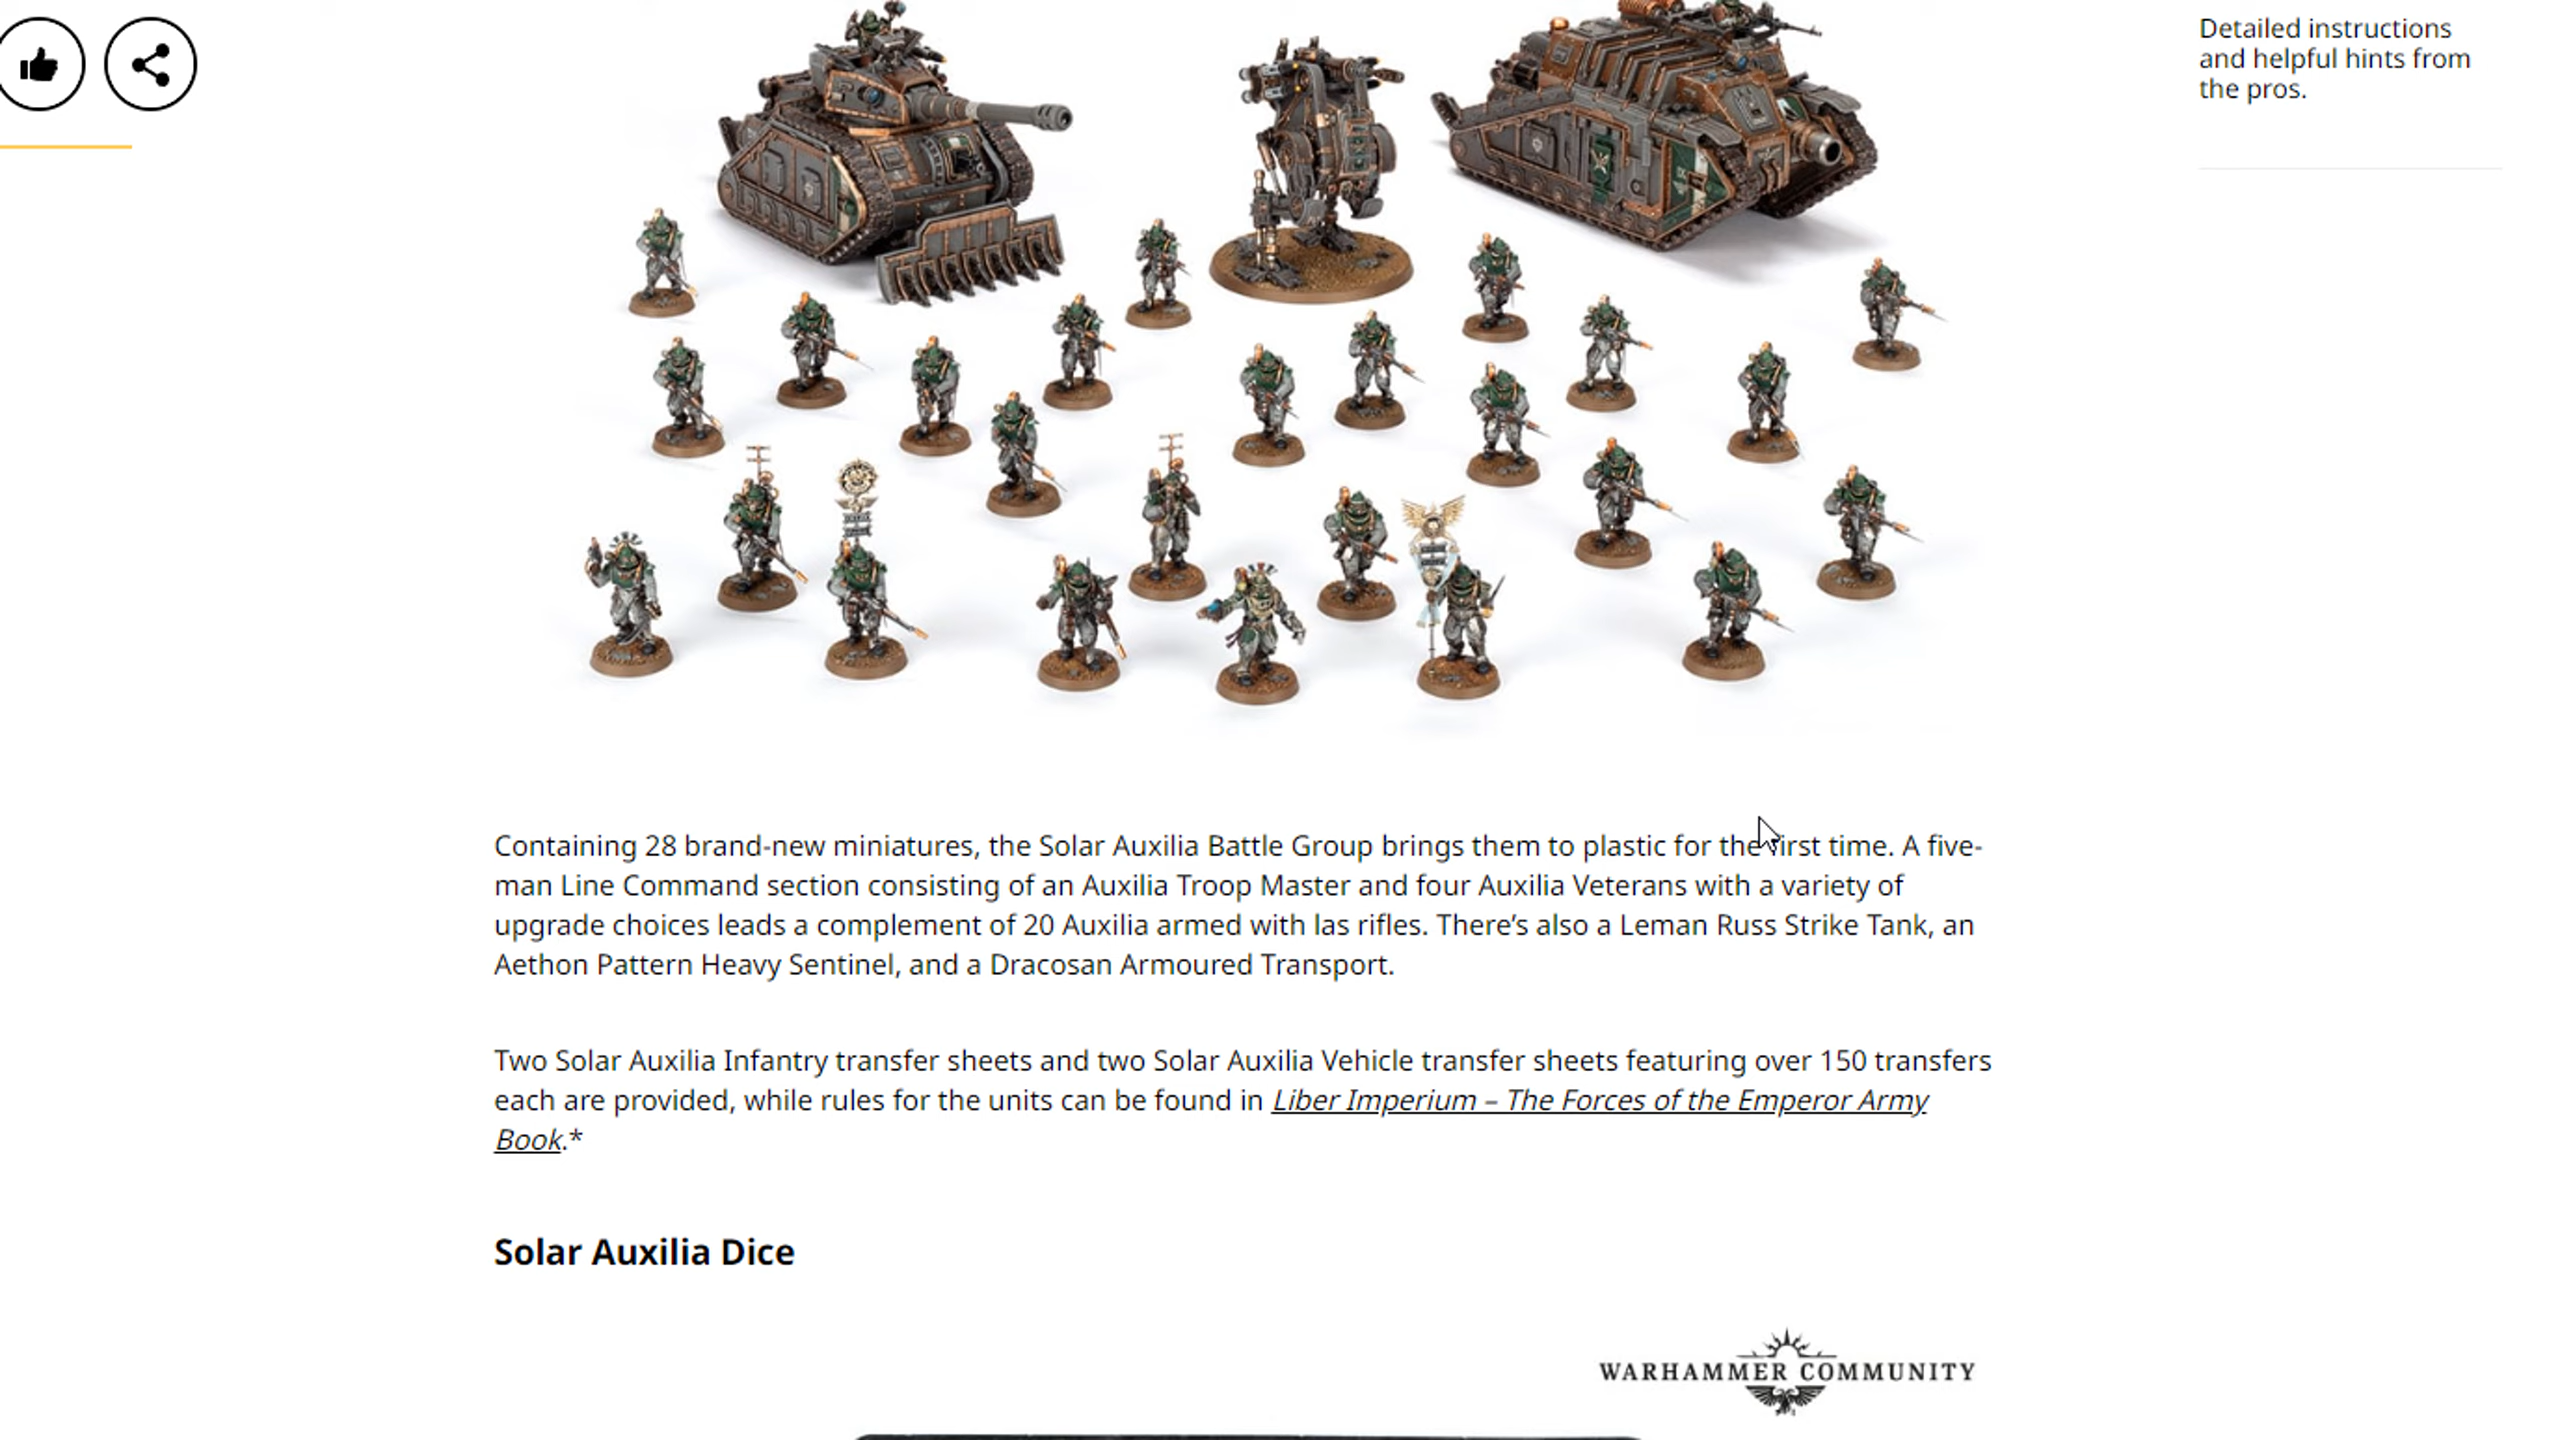 Detailed instructions
and helpful hints from
the pros.
Containing 28 brand-new miniatures, the Solar Auxilia Battle Group brings them to plastic for the first time. A five-
man Line Command section consisting of an Auxilia Troop Master and four Auxilia Veterans with a variety of
upgrade choices leads a complement of 20 Auxilia armed with las rifles. There’s also a Leman Russ Strike Tank, an
Aethon Pattern Heavy Sentinel, and a Dracosan Armoured Transport.
Two Solar Auxilia Infantry transfer sheets and two Solar Auxilia Vehicle transfer sheets featuring over 150 transfers
each are provided, while rules for the units can be found in Liber Imperium – The Forces of the Emperor Army
Book.*
Solar Auxilia Dice
WARHAMMER COMMUNITY